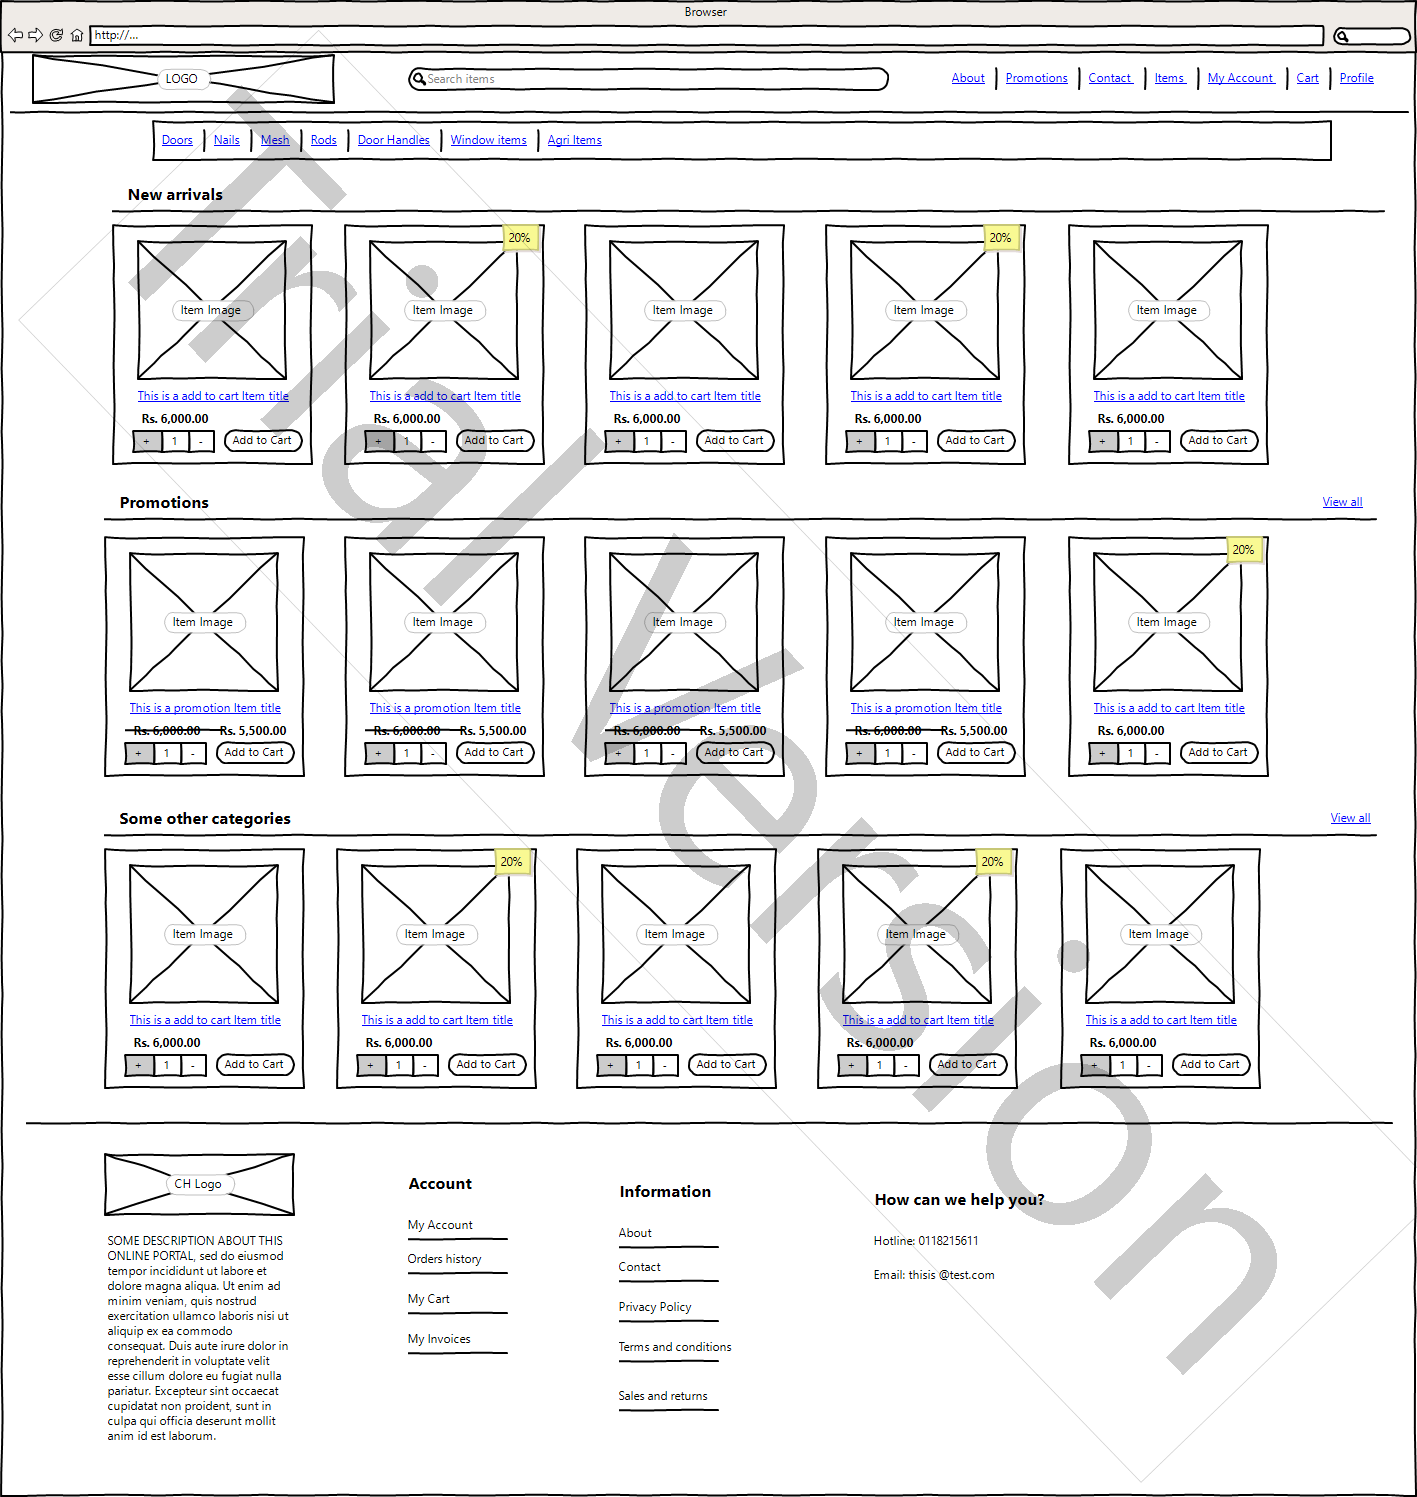 Browser
http://...
LOGO
Search items
About Promotions Contact Items My Account Cart Profile
Doors Nails Mesh Rods Door Handles Window items Agri Items
New arrivals
20% 20%
Item Image Item Image Item Image Item Image Item Image
This is a add to cart Item title This is a add to cart Item title This is a add to cart Item title This is a add to cart Item title This is a add to cart Item title
Rs. 6,000.00 Rs. 6,000.00 Rs. 6,000.00 Rs. 6,000.00 Rs. 6,000.00
+ 1 - Add to Cart + 1 - Add to Cart + 1 - Add to Cart + 1 - Add to Cart + 1 - Add to Cart
Promotions View all
20%
Item Image Item Image Item Image Item Image Item Image
This is a promotion Item title This is a promotion Item title This is a promotion Item title This is a promotion Item title This is a add to cart Item title
Rs. 6,000.00 Rs. 5,500.00 Rs. 6,000.00 Rs. 5,500.00 Rs. 6,000.00 Rs. 5,500.00 Rs. 6,000.00 Rs. 5,500.00 Rs. 6,000.00
+ 1 - Add to Cart + 1 - Add to Cart + 1 - Add to Cart + 1 - Add to Cart + 1 - Add to Cart
Some other categories View all
20% 20%
Item Image Item Image Item Image Item Image Item Image
This is a add to cart Item title This is a add to cart Item title This is a add to cart Item title This is a add to cart Item title This is a add to cart Item title
Rs. 6,000.00 Rs. 6,000.00 Rs. 6,000.00 Rs. 6,000.00 Rs. 6,000.00
+ 1 - Add to Cart + 1 - Add to Cart + 1 - Add to Cart + 1 - Add to Cart + 1 - Add to Cart
CH Logo
SOME DESCRIPTION ABOUT THIS
ONLINE PORTAL, sed do eiusmod
tempor incididunt ut labore et
dolore magna aliqua. Ut enim ad
minim veniam, quis nostrud
exercitation ullamco laboris nisi ut
aliquip ex ea commodo
consequat. Duis aute irure dolor in
reprehenderit in voluptate velit
esse cillum dolore eu fugiat nulla
pariatur. Excepteur sint occaecat
cupidatat non proident, sunt in
culpa qui officia deserunt mollit
anim id est laborum.
Account
My Account
Orders history
My Cart
My Invoices
Information
About
Contact
Privacy Policy
Terms and conditions
Sales and returns
How can we help you?
Hotline: 0118215611
Email: thisis @test.com
Trial Version